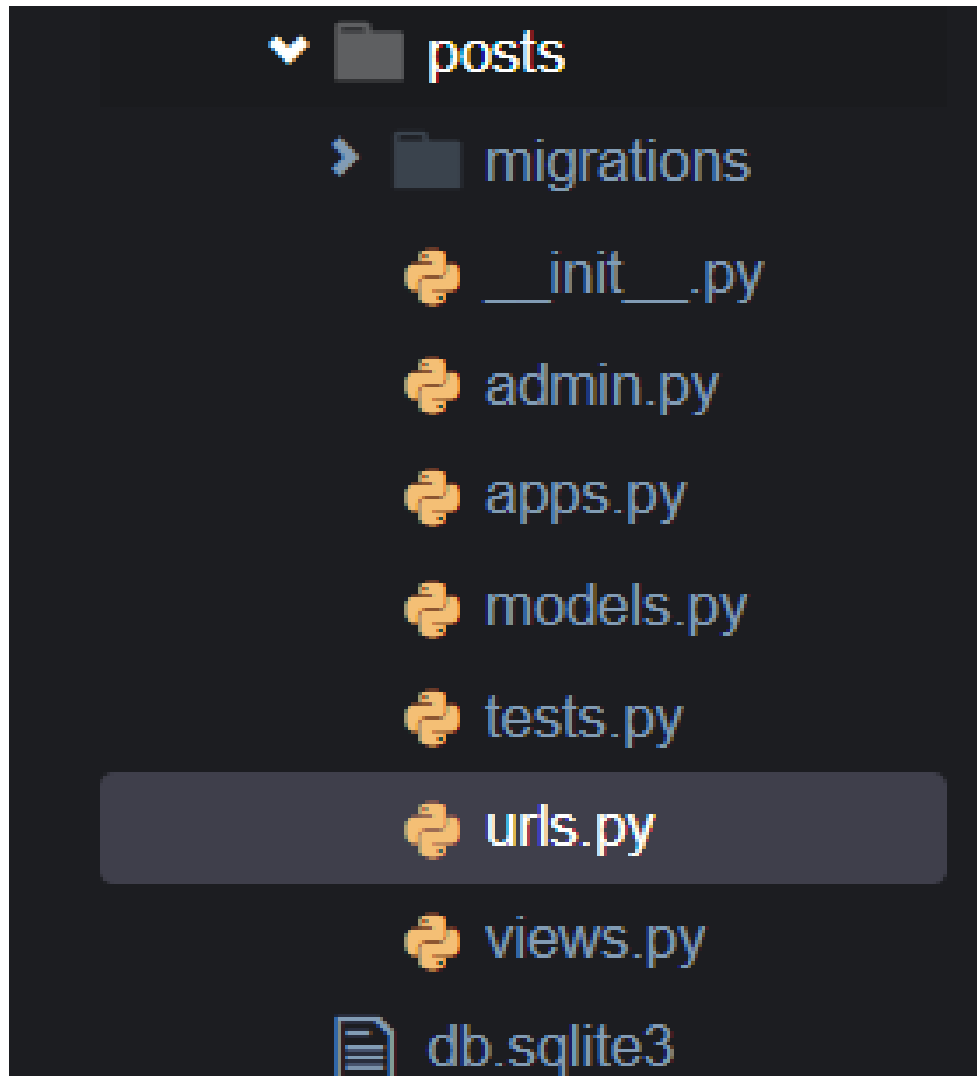 posts
migrations
__init__.py
admin.py
apps.py
models.py
tests.py
urls.py
views.py
db.sqlite3